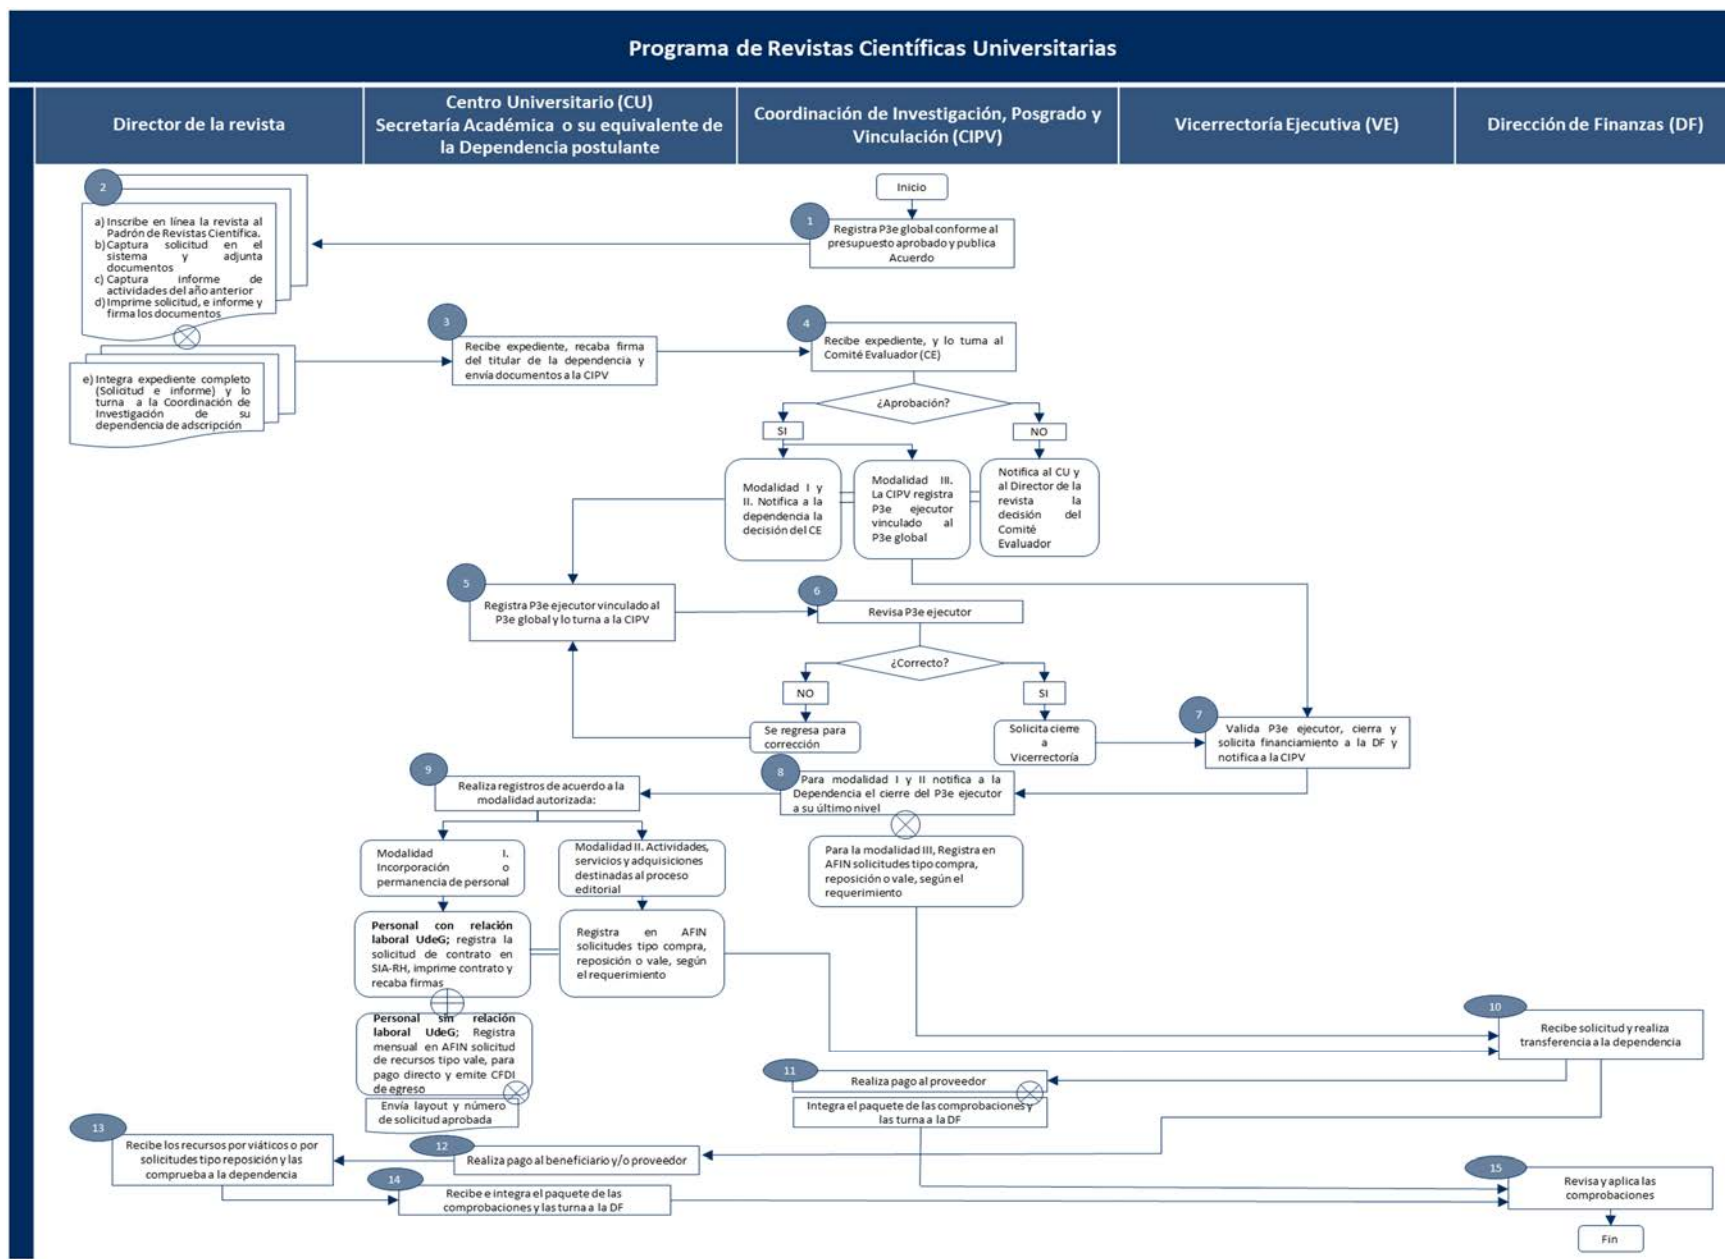 Programa de Revistas Científicas Universitarias
Director de la revista
Centro Universitario (CU)
Secretaría Académica o su equivalente de
la Dependencia postulante
Coordinación de Investigación, Posgrado y
Vinculación (CIPV)
Vicerrectoría Ejecutiva (VE)
Dirección de Finanzas (DF)
Inicio
1
Registra P3e global conforme al
presupuesto aprobado y publica
Acuerdo
2
a) Inscribe en línea la revista al
Padrón de Revistas Científica.
b) Captura solicitud en el
sistema y adjunta
documentos
c) Captura informe de
actividades del año anterior
d) Imprime solicitud, e informe y
firma los documentos
e) Integra expediente completo
(Solicitud e informe) y lo
turna a la Coordinación de
Investigación de su
dependencia de adscripción
3
Recibe expediente, recaba firma
del titular de la dependencia y
envía documentos a la CIPV
4
Recibe expediente, y lo turna al
Comité Evaluador (CE)
¿Aprobación?
SI
NO
Modalidad I y
II. Notifica a la
dependencia la
decisión del CE
Modalidad III.
La CIPV registra
P3e ejecutor
vinculado al
P3e global
Notifica al CU y
al Director de la
revista la
decisión del
Comité
Evaluador
5
Registra P3e ejecutor vinculado al
P3e global y lo turna a la CIPV
6
Revisa P3e ejecutor
¿Correcto?
NO
SI
Se regresa para
corrección
Solicita cierre
a
Vicerrectoría
7
Valida P3e ejecutor, cierra y
solicita financiamiento a la DF y
notifica a la CIPV
8
Para modalidad I y II notifica a la
Dependencia el cierre del P3e ejecutor
a su último nivel
Para la modalidad III, Registra en
AFIN solicitudes tipo compra,
reposición o vale, según el
requerimiento
9
Realiza registros de acuerdo a la
modalidad autorizada:
Modalidad I.
Incorporación o
permanencia de personal
Modalidad II. Actividades,
servicios y adquisiciones
destinadas al proceso
editorial
Personal con relación
laboral UdeG; registra la
solicitud de contrato en
SIA-RH, imprime contrato y
recaba firmas
Registra en AFIN
solicitudes tipo compra,
reposición o vale, según
el requerimiento
Personal sin relación
laboral UdeG; Registra
mensual en AFIN solicitud
de recursos tipo vale, para
pago directo y emite CFDI
de egreso
Envía layout y número
de solicitud aprobada
10
Recibe solicitud y realiza
transferencia a la dependencia
11
Realiza pago al proveedor
Integra el paquete de las comprobaciones y
las turna a la DF
12
Realiza pago al beneficiario y/o proveedor
13
Recibe los recursos por viáticos o por
solicitudes tipo reposición y las
comprueba a la dependencia
14
Recibe e integra el paquete de las
comprobaciones y las turna a la DF
15
Revisa y aplica las
comprobaciones
Fin